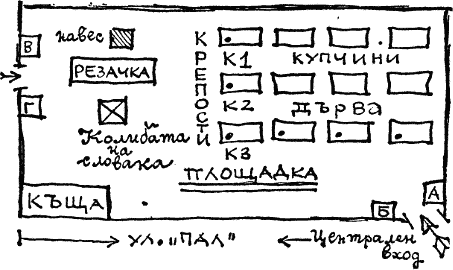 навес
В
РЕЗАЧКА
Г
Колибата
на
словака
КЪЩА
КРЕПОСТИ
К1 КУПЧИНИ
К2 ДЪРВА
К3
ПЛОЩАДКА
А
Б
УЛ. „ПАЛ"
Централен
вход